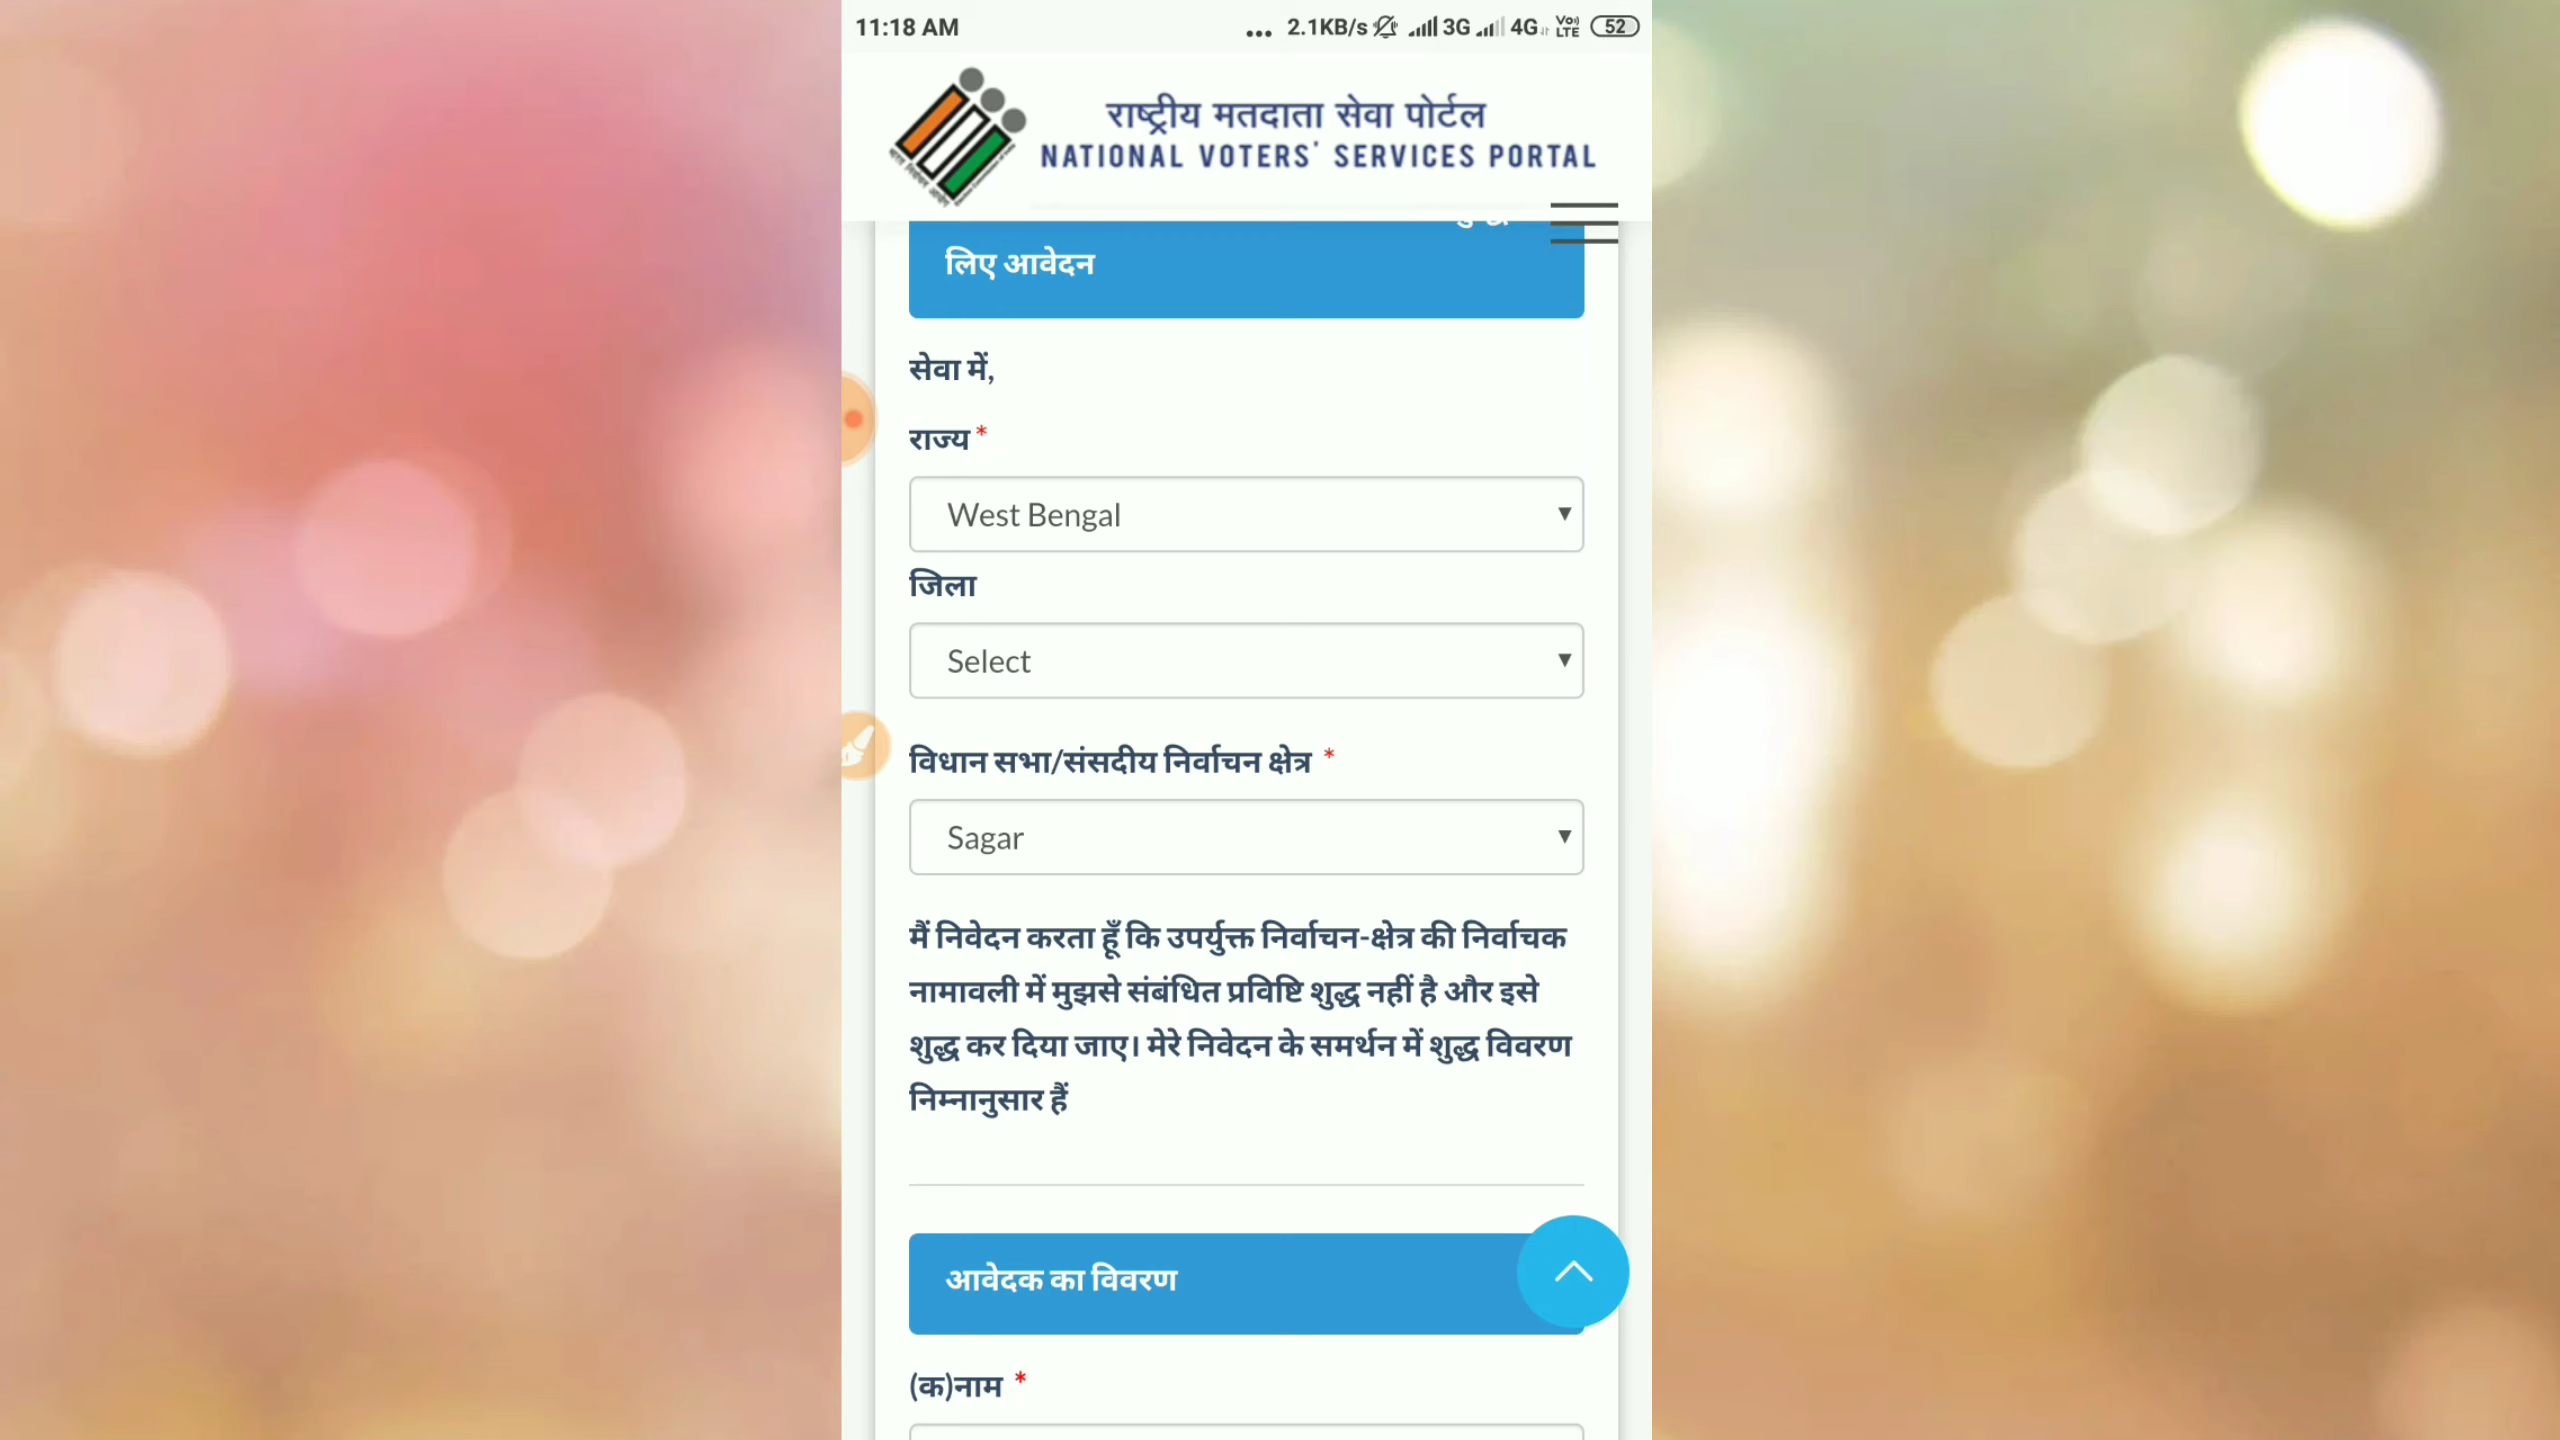 11:18 AM
... 2.1KB/s 3G 4G Vo) LTE 52
राष्ट्रीय मतदाता सेवा पोर्टल
NATIONAL VOTERS' SERVICES PORTAL
लिए आवेदन
सेवा में,
राज्य *
West Bengal
जिला
Select
विधान सभा/संसदीय निर्वाचन क्षेत्र *
Sagar
मैं निवेदन करता हूँ कि उपर्युक्त निर्वाचन-क्षेत्र की निर्वाचक
नामावली में मुझसे संबंधित प्रविष्टि शुद्ध नहीं है और इसे
शुद्ध कर दिया जाए। मेरे निवेदन के समर्थन में शुद्ध विवरण
निम्नानुसार हैं
आवेदक का विवरण
(क)नाम *